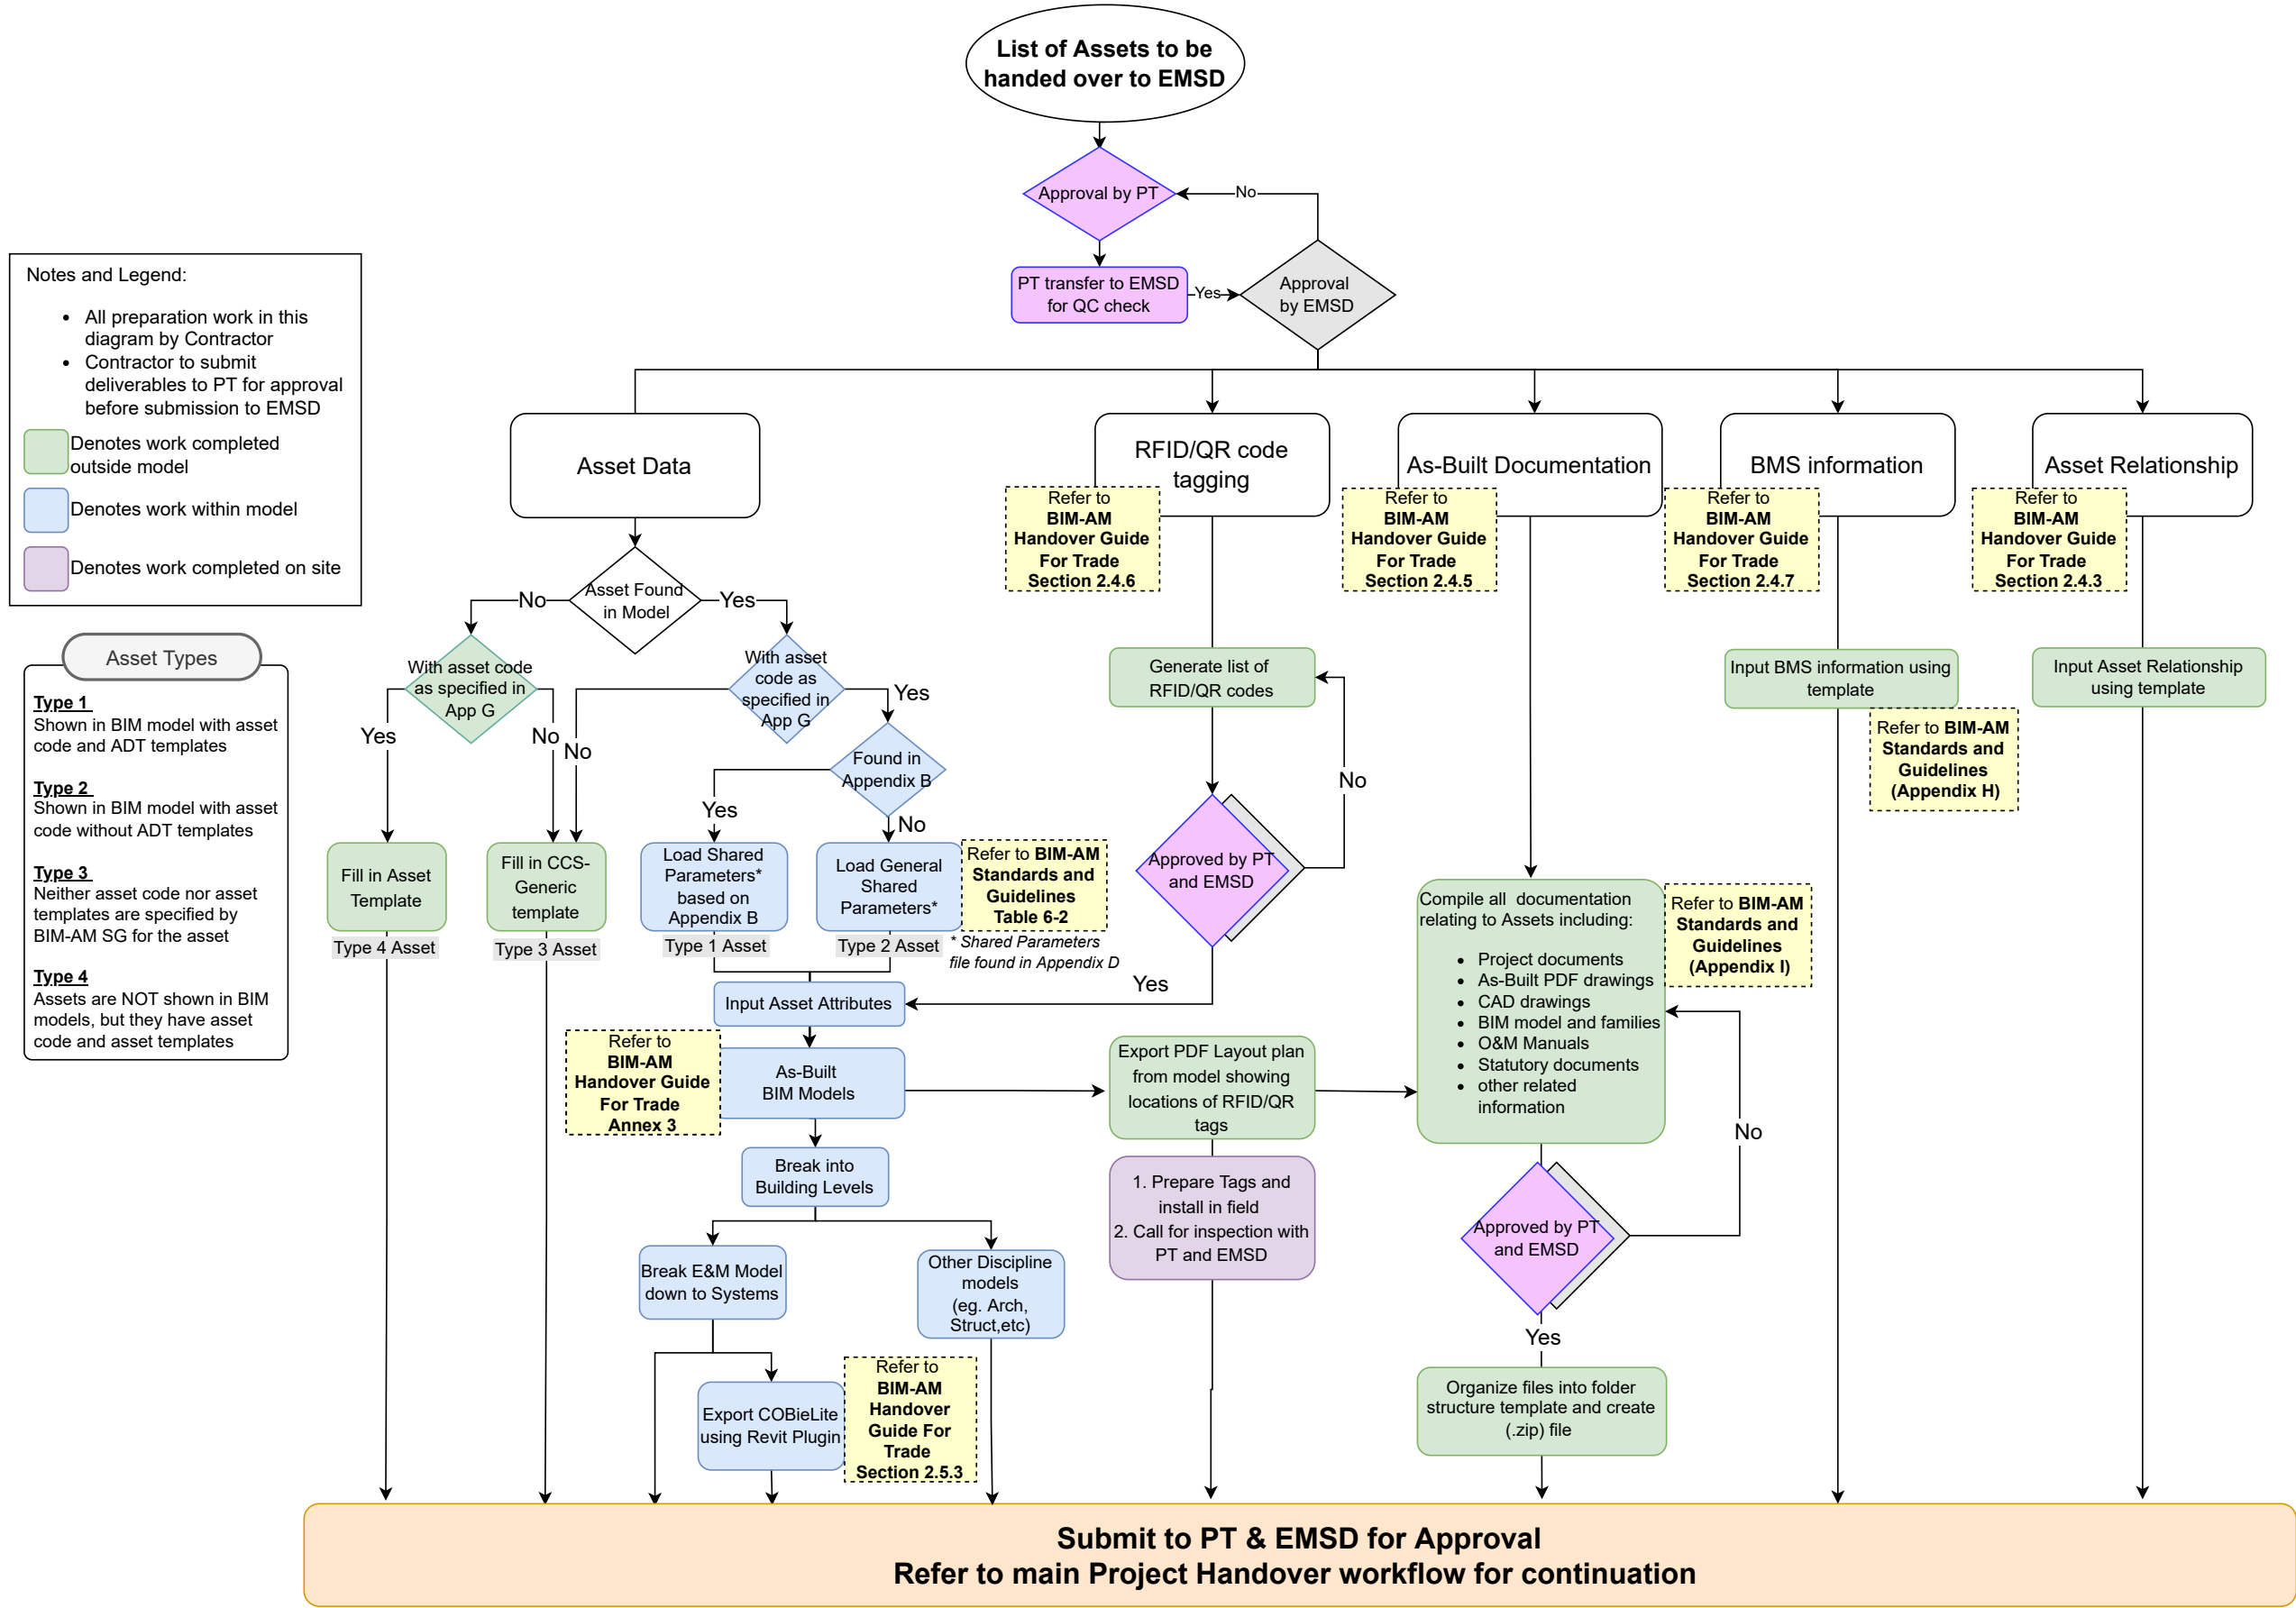 List of Assets to be
handed over to EMSD
Approval by PT
No
PT transfer to EMSD
for QC check
Yes
Approval
by EMSD
Notes and Legend:
• All preparation work in this
diagram by Contractor
• Contractor to submit
deliverables to PT for approval
before submission to EMSD
Denotes work completed
outside model
Denotes work within model
Denotes work completed on site
Asset Types
Type 1
Shown in BIM model with asset
code and ADT templates
Type 2
Shown in BIM model with asset
code without ADT templates
Type 3
Neither asset code nor asset
templates are specified by
BIM-AM SG for the asset
Type 4
Assets are NOT shown in BIM
models, but they have asset
code and asset templates
Asset Data
Asset Found
in Model
No
Yes
With asset code
as specified in
App G
With asset
code as
specified in
App G
Yes
No
No
Yes
Found in
Appendix B
Yes
No
Fill in Asset
Template
Type 4 Asset
Fill in CCS-
Generic
template
Type 3 Asset
Load Shared
Parameters*
based on
Appendix B
Type 1 Asset
Load General
Shared
Parameters*
Type 2 Asset
Refer to BIM-AM
Standards and
Guidelines
Table 6-2
* Shared Parameters
file found in Appendix D
Input Asset Attributes
Refer to
BIM-AM
Handover Guide
For Trade
Annex 3
As-Built
BIM Models
Break into
Building Levels
Break E&M Model
down to Systems
Other Discipline
models
(eg. Arch,
Struct,etc)
Export COBieLite
using Revit Plugin
Refer to
BIM-AM
Handover
Guide For
Trade
Section 2.5.3
RFID/QR code
tagging
Refer to
BIM-AM
Handover Guide
For Trade
Section 2.4.6
Generate list of
RFID/QR codes
No
Approved by PT
and EMSD
Yes
Export PDF Layout plan
from model showing
locations of RFID/QR
tags
1. Prepare Tags and
install in field
2. Call for inspection with
PT and EMSD
As-Built Documentation
Refer to
BIM-AM
Handover Guide
For Trade
Section 2.4.5
Compile all documentation
relating to Assets including:
• Project documents
• As-Built PDF drawings
• CAD drawings
• BIM model and families
• O&M Manuals
• Statutory documents
• other related
information
Refer to BIM-AM
Standards and
Guidelines
(Appendix I)
No
Approved by PT
and EMSD
Yes
Organize files into folder
structure template and create
(.zip) file
BMS information
Refer to
BIM-AM
Handover Guide
For Trade
Section 2.4.7
Input BMS information using
template
Refer to BIM-AM
Standards and
Guidelines
(Appendix H)
Asset Relationship
Refer to
BIM-AM
Handover Guide
For Trade
Section 2.4.3
Input Asset Relationship
using template
Submit to PT & EMSD for Approval
Refer to main Project Handover workflow for continuation